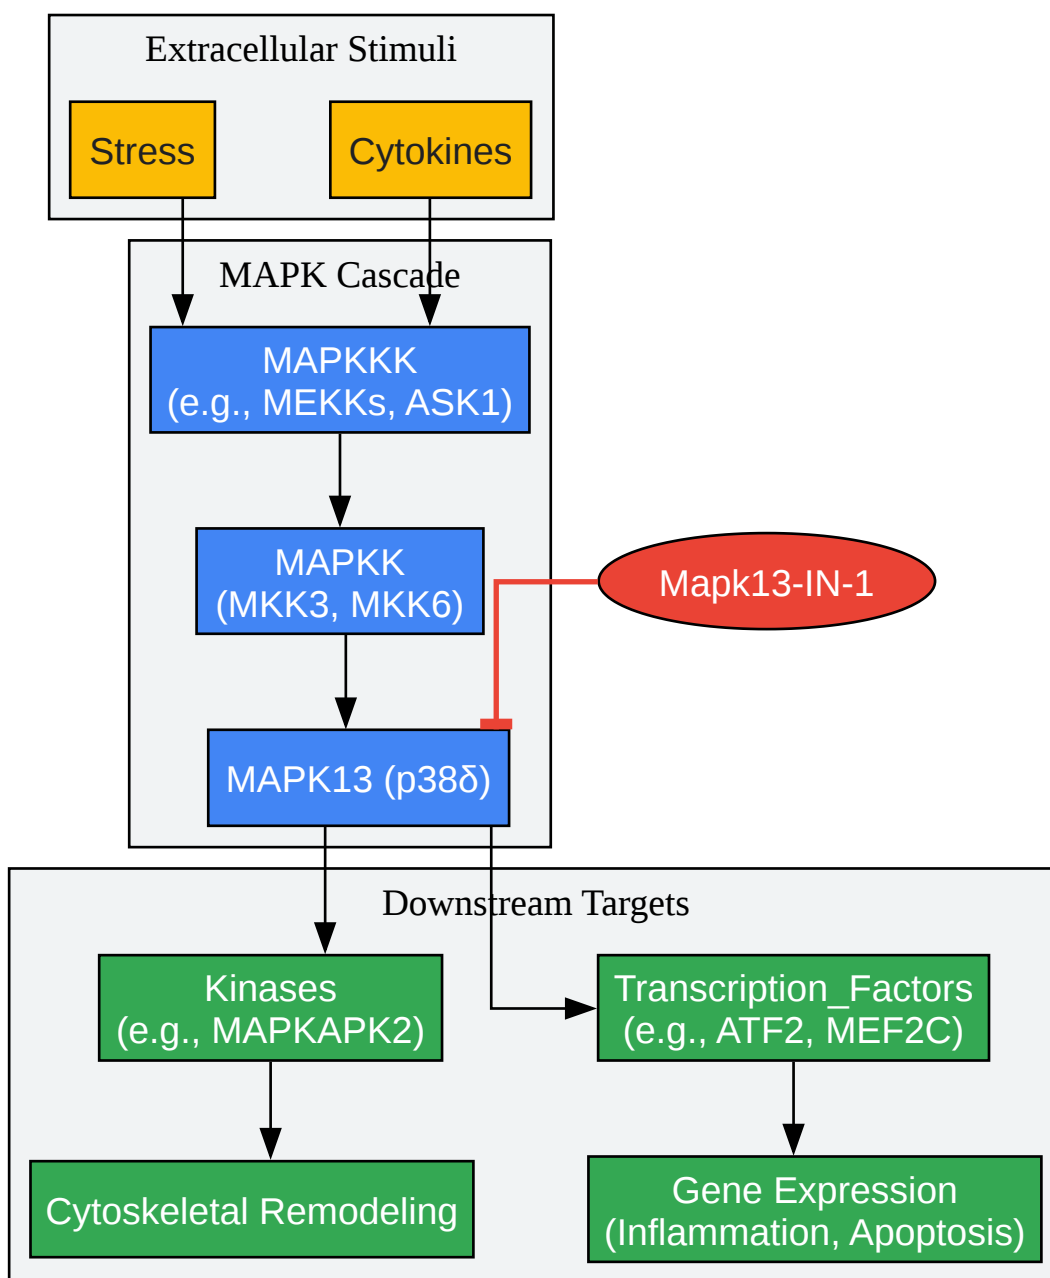 Extracellular Stimuli
Stress
Cytokines
MAPK Cascade
MAPKKK
(e.g., MEKKs, ASK1)
MAPKK
(MKK3, MKK6)
Mapk13-IN-1
MAPK13 (p38δ)
Downstream Targets
Kinases
(e.g., MAPKAPK2)
Transcription_Factors
(e.g., ATF2, MEF2C)
Cytoskeletal Remodeling
Gene Expression
(Inflammation, Apoptosis)